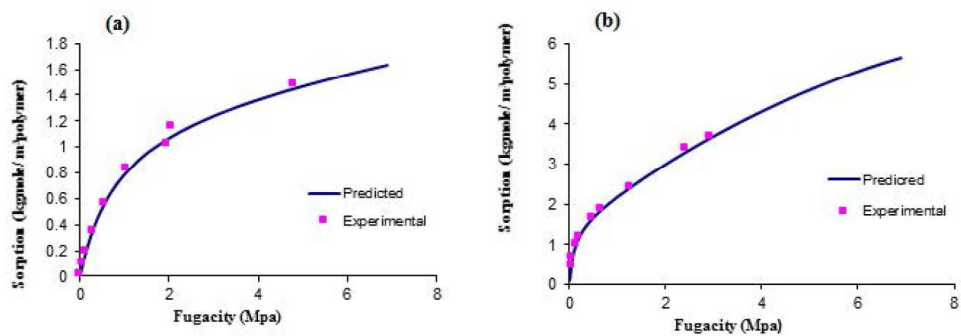 (a)
1.8
1.6
1.4
1.2
1
0.8
0.6
0.4
0.2
0
0
2
4
6
8
Sorption (kgmole/ m³polymer)
Fugacity (Mpa)
Predicted
Experimental
(b)
6
5
4
3
2
1
0
0
2
4
6
8
Sorption (kgmole/ m³polymer)
Fugacity (Mpa)
Predicred
Experimental